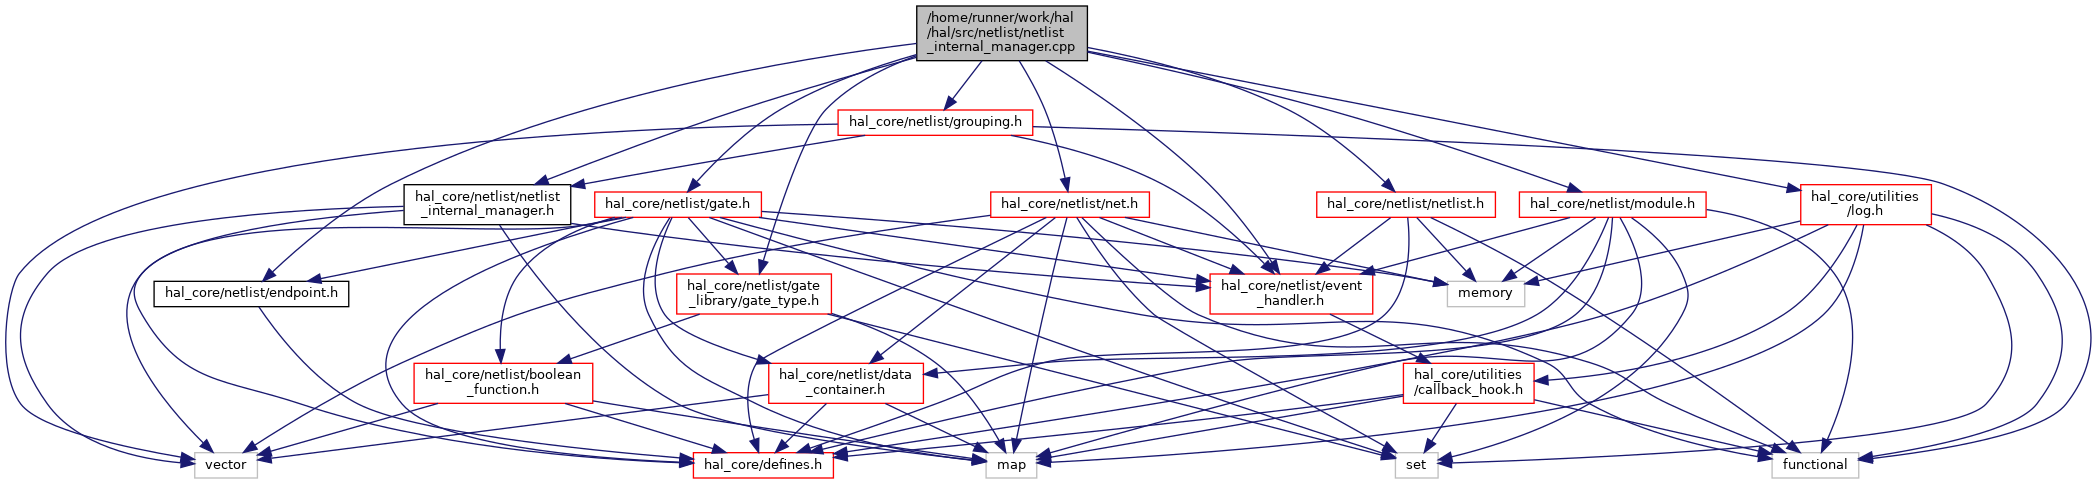 /home/runner/work/hal
/hal/src/netlist/netlist
_internal_manager.cpp
hal_core/netlist/grouping.h
hal_core/netlist/netlist
_internal_manager.h
hal_core/netlist/gate.h
hal_core/netlist/net.h
hal_core/netlist/netlist.h
hal_core/netlist/module.h
hal_core/utilities
/log.h
hal_core/netlist/endpoint.h
hal_core/netlist/gate
_library/gate_type.h
hal_core/netlist/event
_handler.h
memory
hal_core/netlist/boolean
_function.h
hal_core/netlist/data
_container.h
hal_core/utilities
/callback_hook.h
vector
hal_core/defines.h
map
set
functional